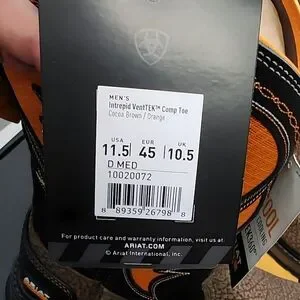 MEN'S
Intrepid VentTEK™ Comp Toe
Cocoa Brown / Orange
USA EUR UK
11.5 45 10.5
D MED
10020072
8 89359 26798 8
For product care and warranty information, visit us at
ARIAT.COM
© Ariat International, Inc.